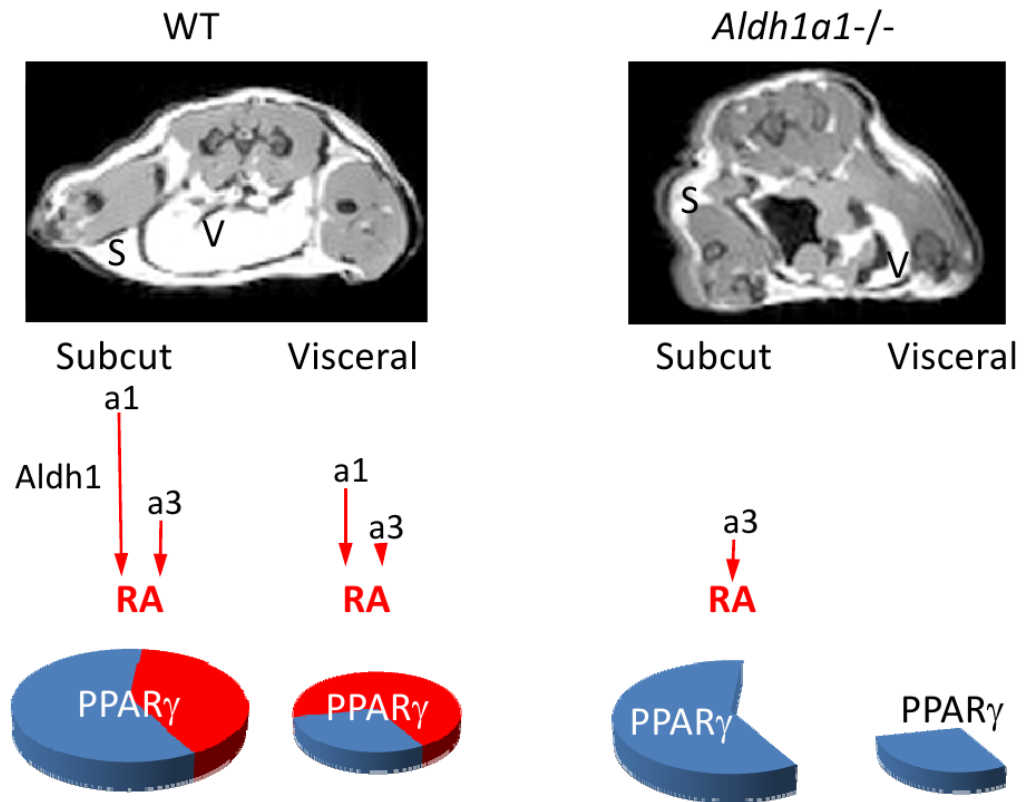 WT
Aldh1a1-/-
S
V
S
V
Subcut
Visceral
Subcut
Visceral
a1
Aldh1
a3
a1
a3
a3
RA
RA
RA
PPARγ
PPARγ
PPARγ
PPARγ